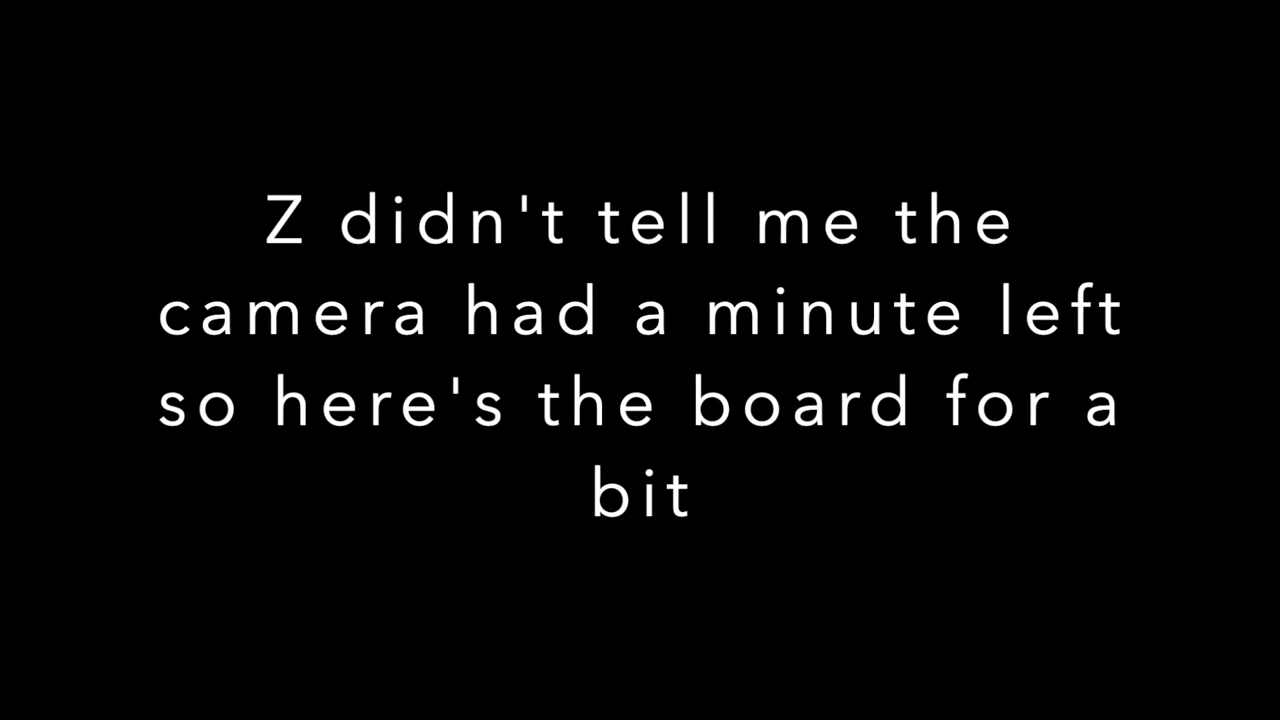 Z didn't tell me the
camera had a minute left
so here's the board for a
bit